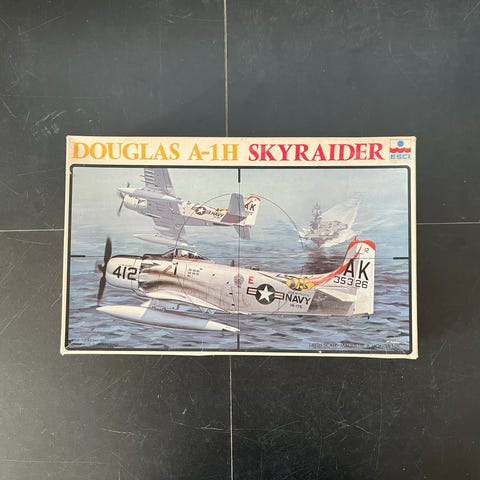 DOUGLAS A-1H SKYRAIDER
ESCI
AK
NAVY
412
AK
35326
E
NAVY